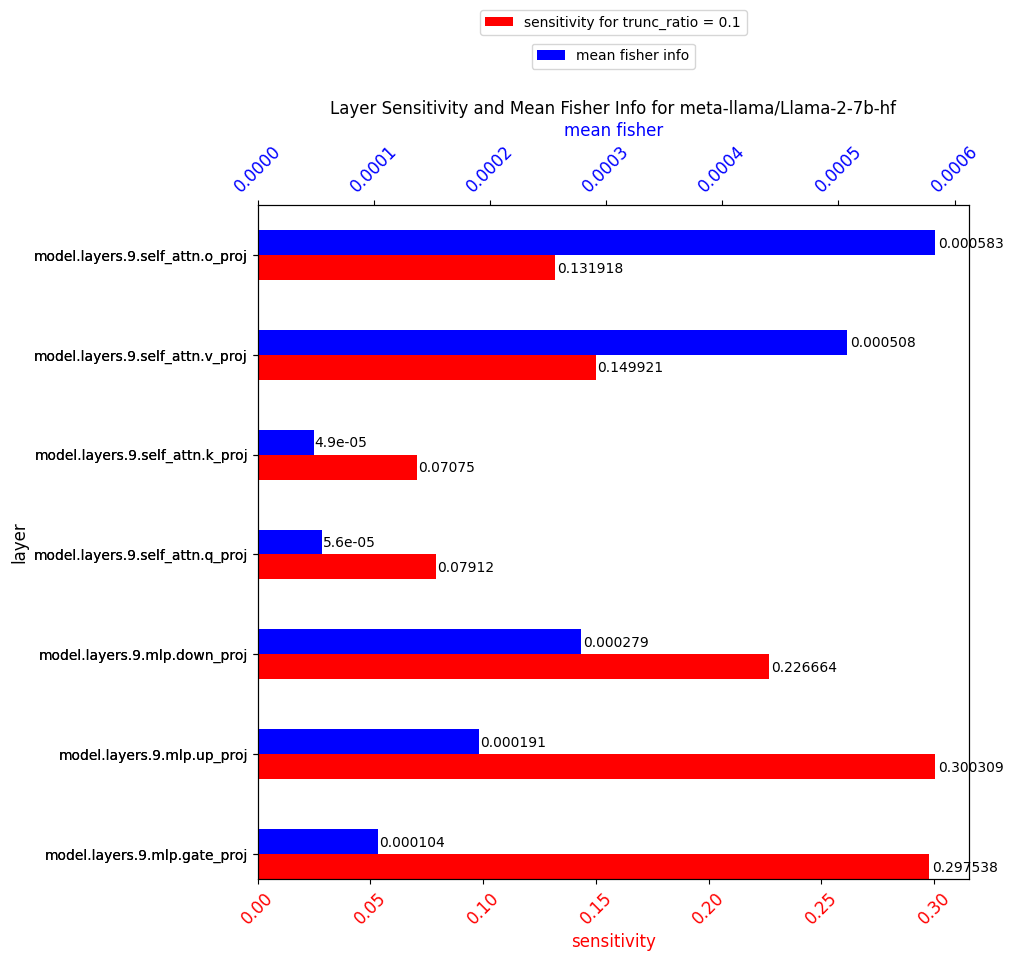 sensitivity for trunc_ratio = 0.1
mean fisher info
Layer Sensitivity and Mean Fisher Info for meta-llama/Llama-2-7b-hf
mean fisher
0.0000 0.0001 0.0002 0.0003 0.0004 0.0005 0.0006
model.layers.9.self_attn.o_proj
0.000583
0.131918
model.layers.9.self_attn.v_proj
0.000508
0.149921
model.layers.9.self_attn.k_proj
4.9e-05
0.07075
model.layers.9.self_attn.q_proj
5.6e-05
0.07912
layer
model.layers.9.mlp.down_proj
0.000279
0.226664
model.layers.9.mlp.up_proj
0.000191
0.300309
model.layers.9.mlp.gate_proj
0.000104
0.297538
0.00 0.05 0.10 0.15 0.20 0.25 0.30
sensitivity